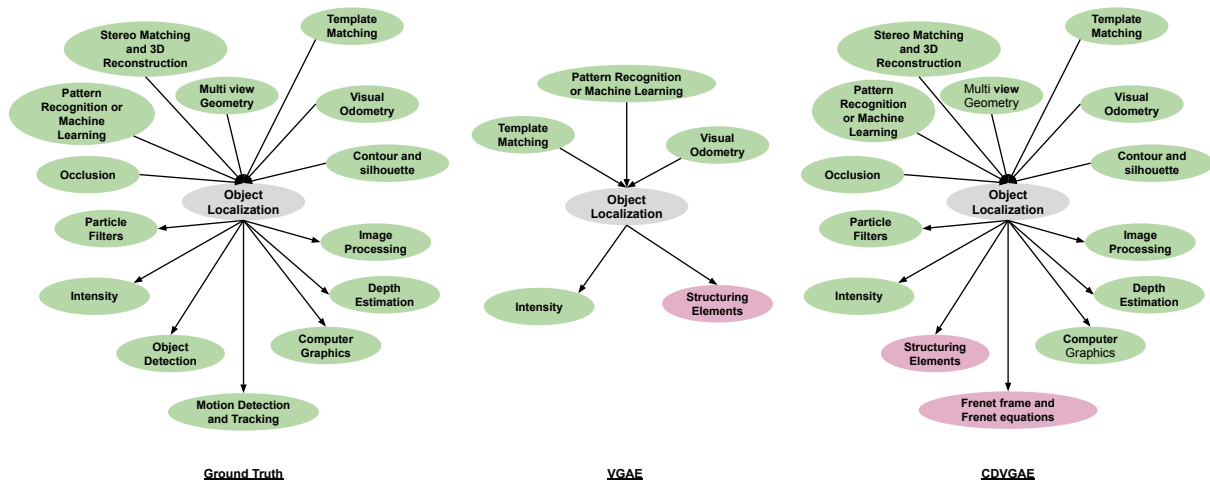 Template
Matching
Stereo Matching
and 3D
Reconstruction
Multi view
Geometry
Pattern
Recognition or
Machine
Learning
Visual
Odometry
Contour and
silhouette
Occlusion
Object
Localization
Particle
Filters
Image
Processing
Intensity
Depth
Estimation
Object
Detection
Computer
Graphics
Motion Detection
and Tracking
Ground Truth
Pattern Recognition
or Machine Learning
Template
Matching
Visual
Odometry
Object
Localization
Intensity
Structuring
Elements
VGAE
Template
Matching
Stereo Matching
and 3D
Reconstruction
Multi view
Geometry
Pattern
Recognition
or Machine
Learning
Visual
Odometry
Contour and
silhouette
Occlusion
Object
Localization
Particle
Filters
Image
Processing
Intensity
Depth
Estimation
Structuring
Elements
Computer
Graphics
Frenet frame and
Frenet equations
CDVGAE